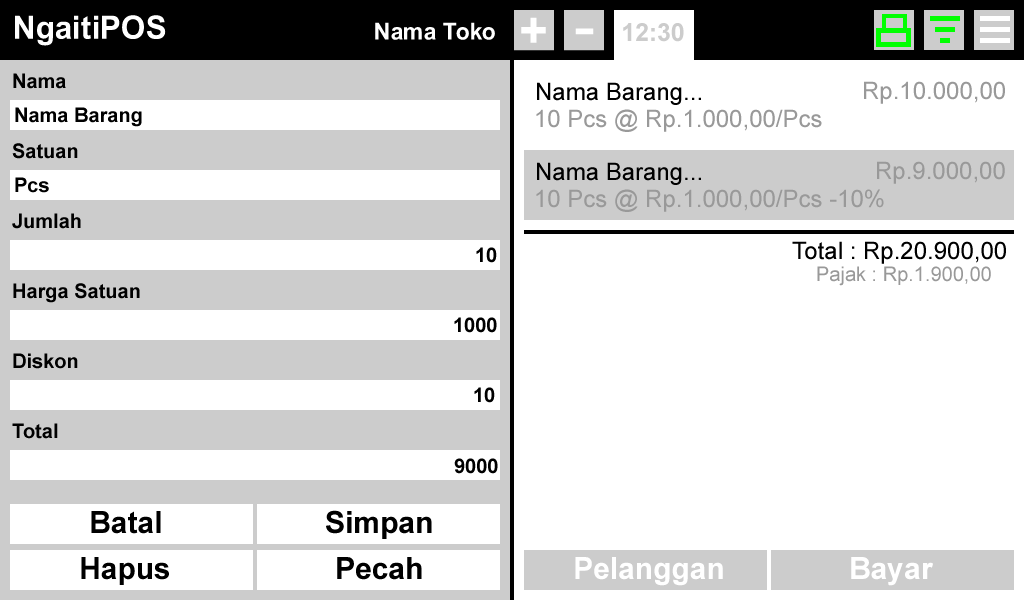 NgaitiPOS
Nama Toko
+ - 12:30
Nama
Nama Barang
Satuan
Pcs
Jumlah
10
Harga Satuan
1000
Diskon
10
Total
9000
Batal
Simpan
Hapus
Pecah
Nama Barang... Rp.10.000,00
10 Pcs @ Rp.1.000,00/Pcs
Nama Barang... Rp.9.000,00
10 Pcs @ Rp.1.000,00/Pcs -10%
Total : Rp.20.900,00
Pajak : Rp.1.900,00
Pelanggan
Bayar